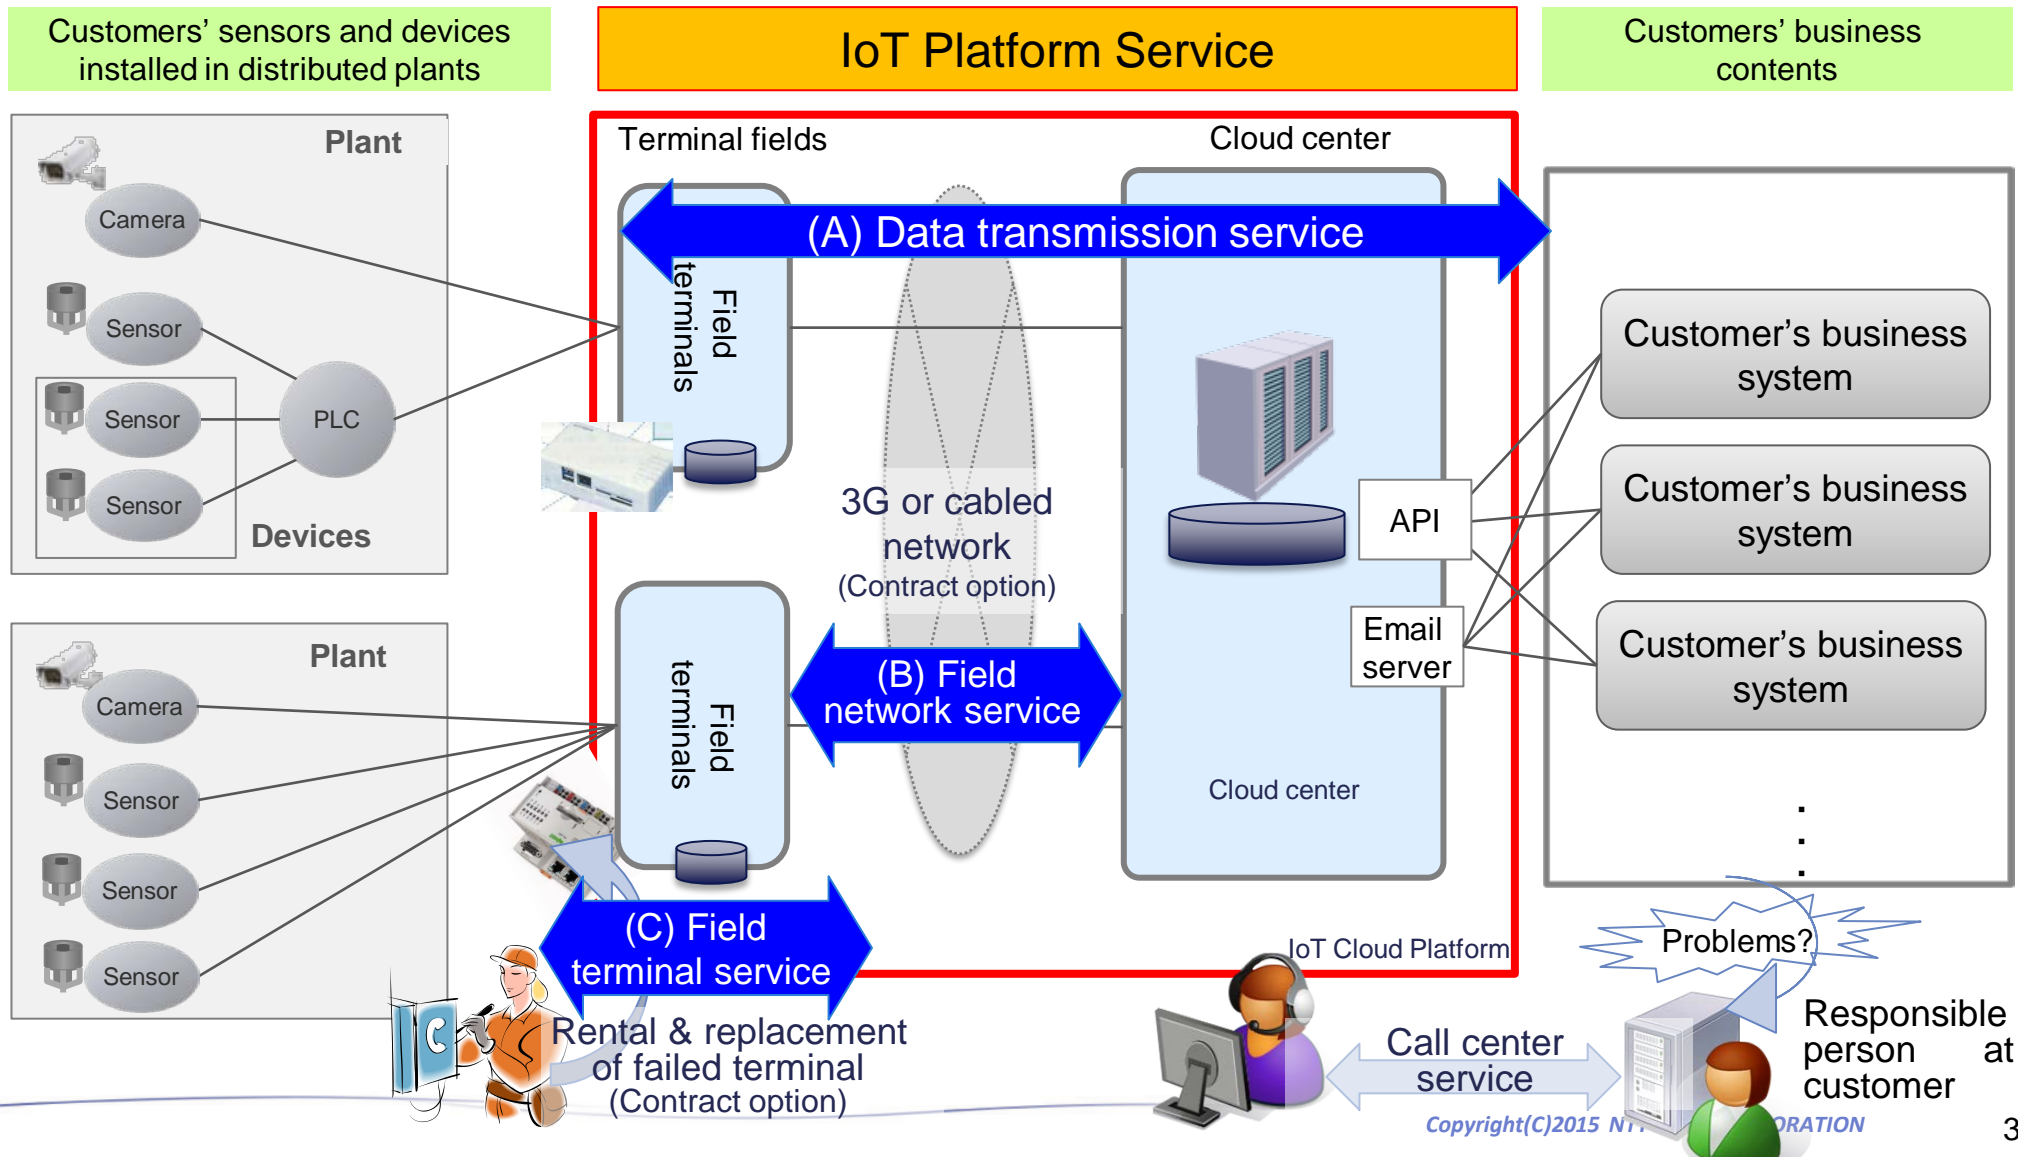 Customers’ sensors and devices
installed in distributed plants
IoT Platform Service
Customers’ business
contents
Plant
Camera
Sensor
Sensor
Sensor
PLC
Devices
Plant
Camera
Sensor
Sensor
Sensor
Terminal fields
Cloud center
(A) Data transmission service
Field
terminals
3G or cabled
network
(Contract option)
API
Email
server
Field
terminals
(B) Field
network service
Cloud center
(C) Field
terminal service
IoT Cloud Platform
Customer’s business
system
Customer’s business
system
Customer’s business
system
.
.
.
Problems?
Responsible
person at
customer
C
Rental & replacement
of failed terminal
(Contract option)
Call center
service
Copyright(C)2015 NTT
3